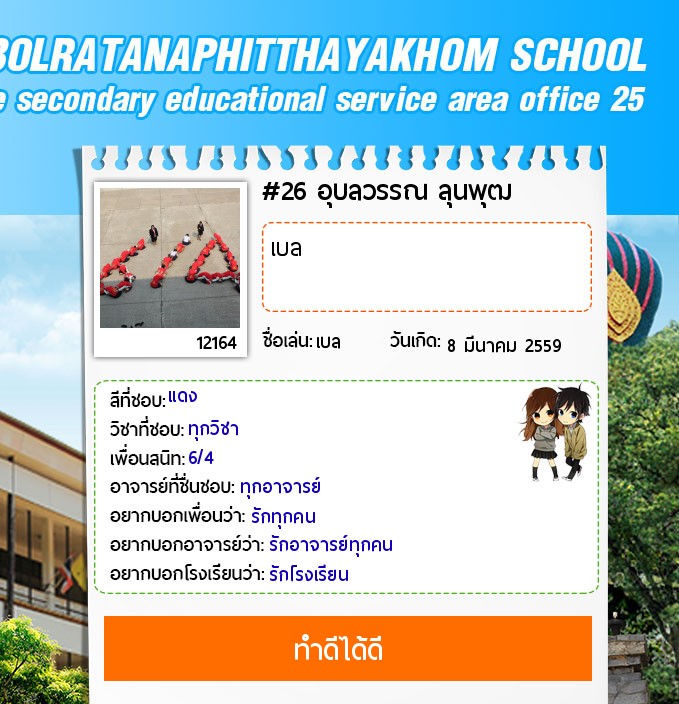 BOLRATANAPHITTHAYAKHOM SCHOOL
e secondary educational service area office 25
#26 อุบลวรรณ ลุนพุฒ
เบล
12164
ชื่อเล่น: เบล วันเกิด: 8 มีนาคม 2559
สีที่ชอบ: แดง
วิชาที่ชอบ: ทุกวิชา
เพื่อนสนิท: 6/4
อาจารย์ที่ชื่นชอบ: ทุกอาจารย์
อยากบอกเพื่อนว่า: รักทุกคน
อยากบอกอาจารย์ว่า: รักอาจารย์ทุกคน
อยากบอกโรงเรียนว่า: รักโรงเรียน
ทำดีได้ดี